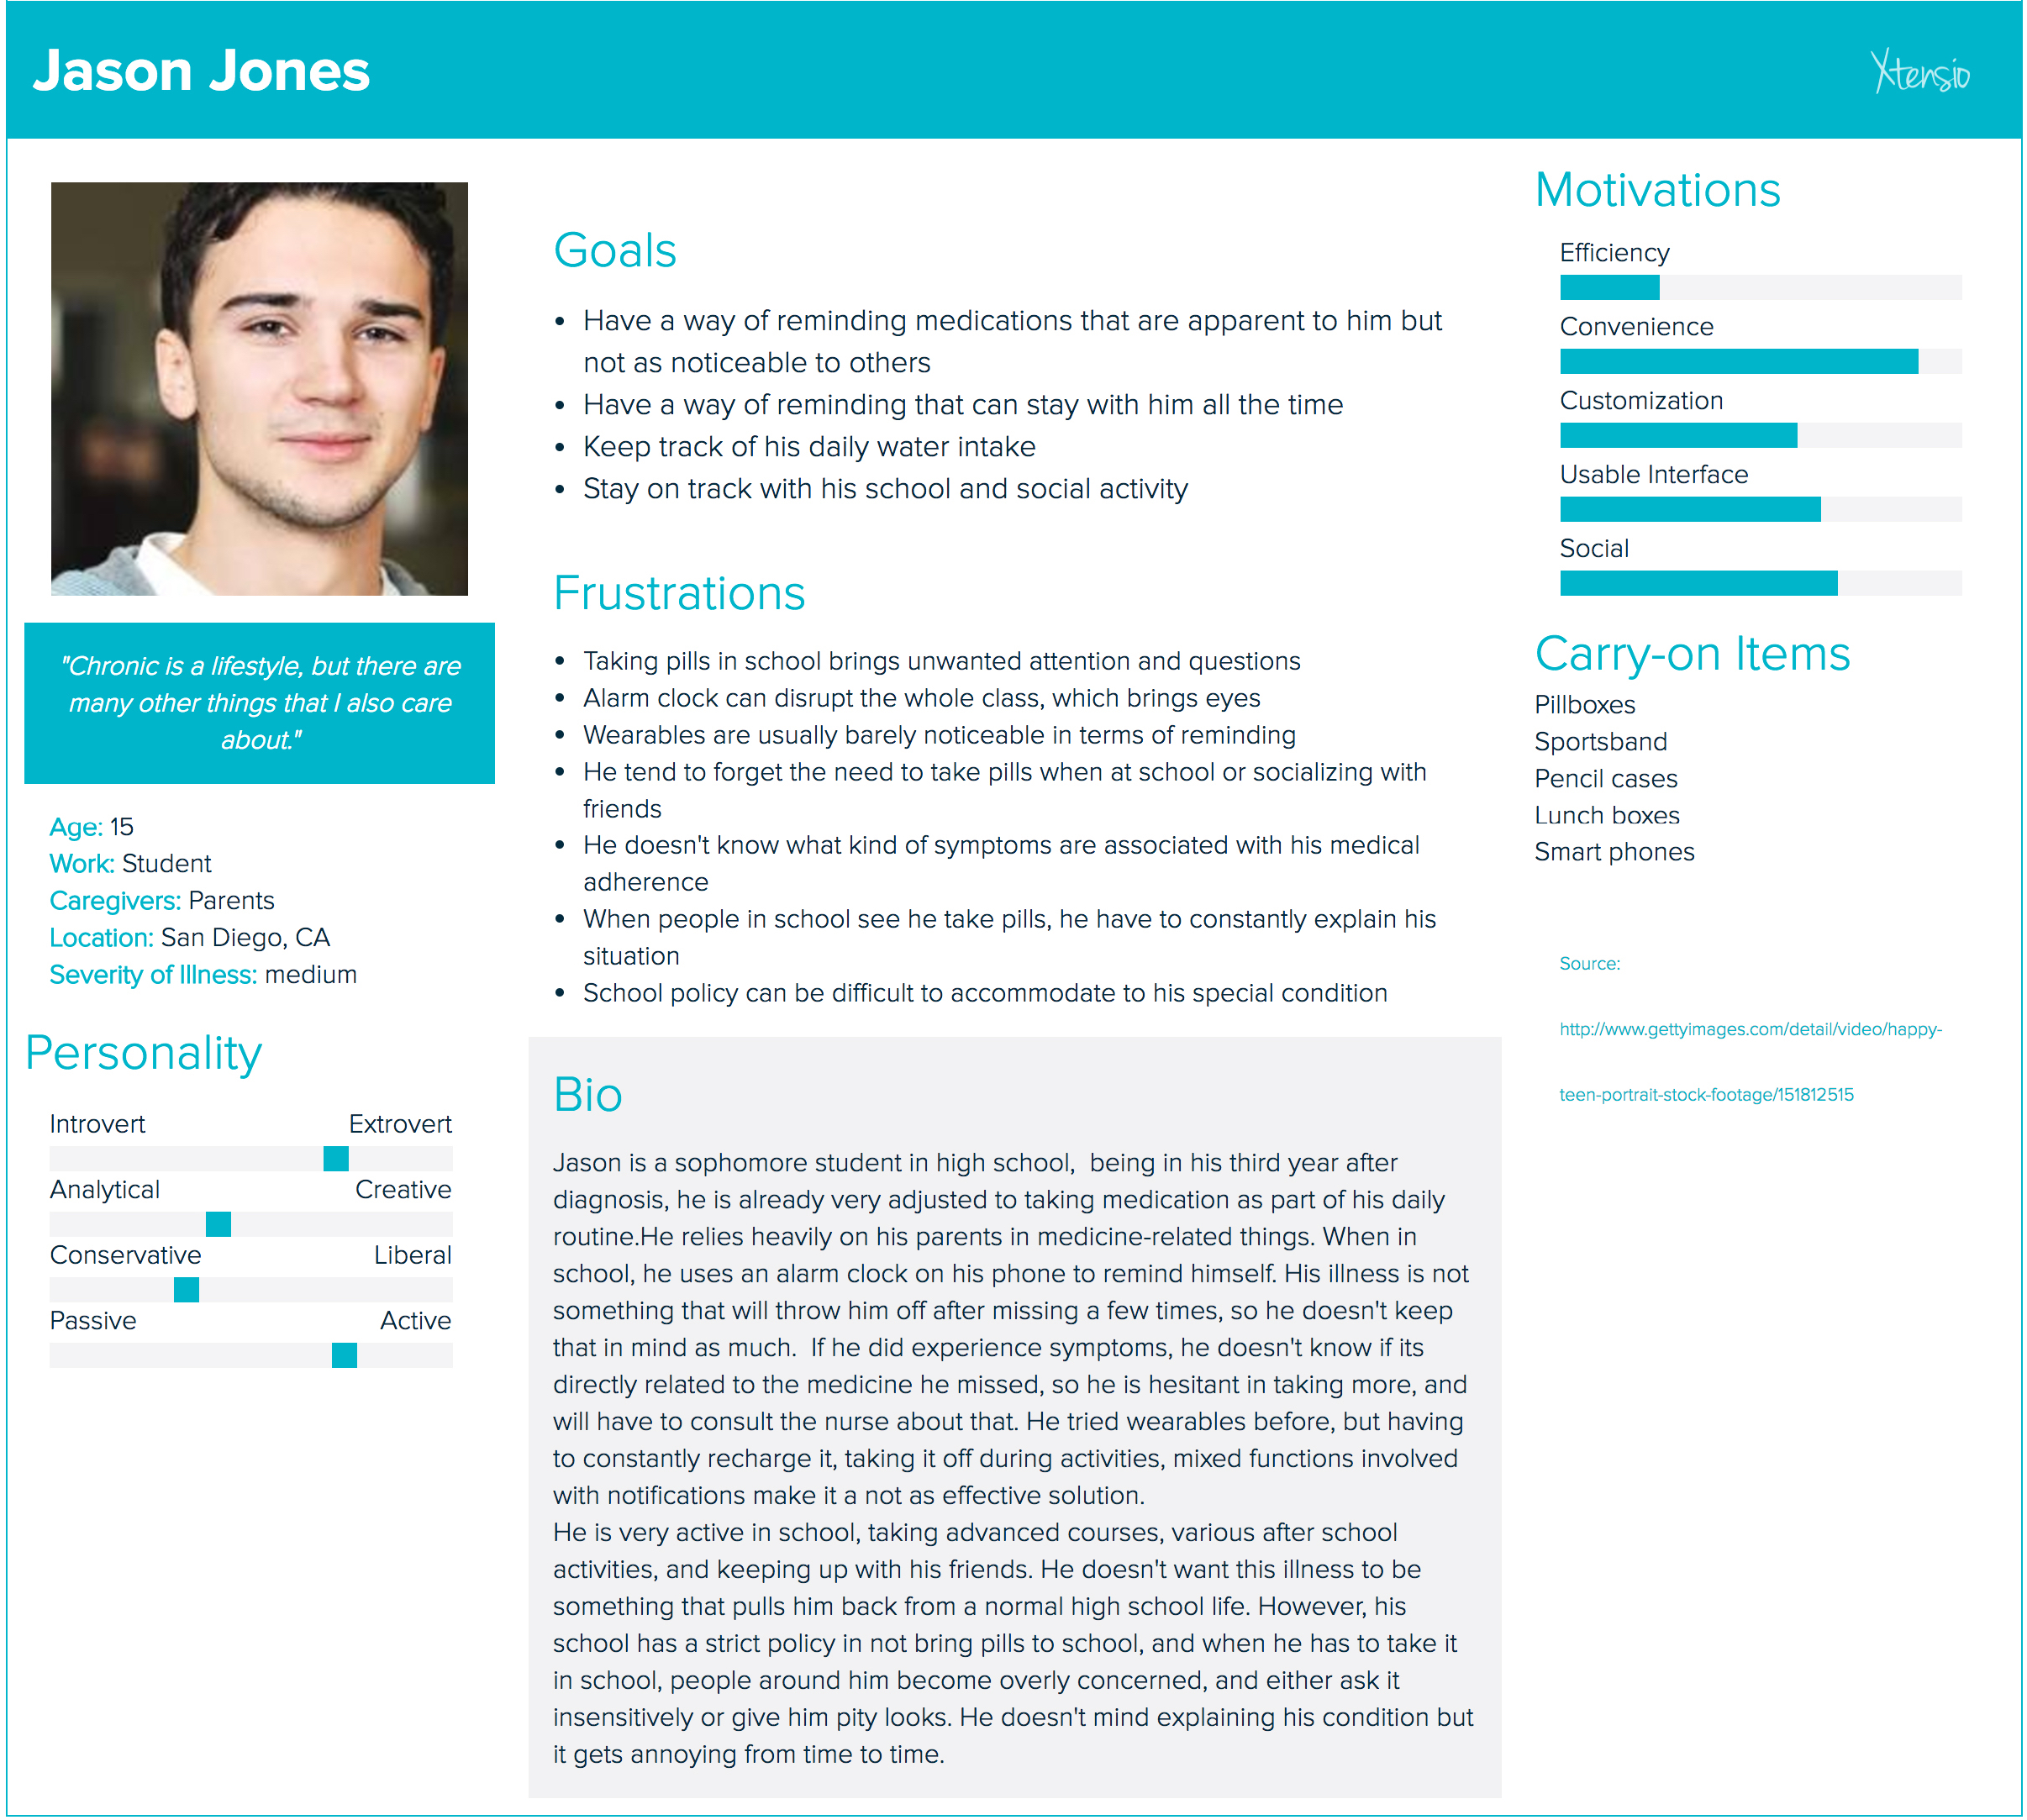 Jason Jones
Xtensio
"Chronic is a lifestyle, but there are
many other things that I also care
about."
Age: 15
Work: Student
Caregivers: Parents
Location: San Diego, CA
Severity of Illness: medium
Personality
Introvert Extrovert
Analytical Creative
Conservative Liberal
Passive Active
Goals
• Have a way of reminding medications that are apparent to him but
not as noticeable to others
• Have a way of reminding that can stay with him all the time
• Keep track of his daily water intake
• Stay on track with his school and social activity
Frustrations
• Taking pills in school brings unwanted attention and questions
• Alarm clock can disrupt the whole class, which brings eyes
• Wearables are usually barely noticeable in terms of reminding
• He tend to forget the need to take pills when at school or socializing with
friends
• He doesn't know what kind of symptoms are associated with his medical
adherence
• When people in school see he take pills, he have to constantly explain his
situation
• School policy can be difficult to accommodate to his special condition
Bio
Jason is a sophomore student in high school,  being in his third year after
diagnosis, he is already very adjusted to taking medication as part of his daily
routine.He relies heavily on his parents in medicine-related things. When in
school, he uses an alarm clock on his phone to remind himself. His illness is not
something that will throw him off after missing a few times, so he doesn't keep
that in mind as much.  If he did experience symptoms, he doesn't know if its
directly related to the medicine he missed, so he is hesitant in taking more, and
will have to consult the nurse about that. He tried wearables before, but having
to constantly recharge it, taking it off during activities, mixed functions involved
with notifications make it a not as effective solution.
He is very active in school, taking advanced courses, various after school
activities, and keeping up with his friends. He doesn't want this illness to be
something that pulls him back from a normal high school life. However, his
school has a strict policy in not bring pills to school, and when he has to take it
in school, people around him become overly concerned, and either ask it
insensitively or give him pity looks. He doesn't mind explaining his condition but
it gets annoying from time to time.
Motivations
Efficiency
Convenience
Customization
Usable Interface
Social
Carry-on Items
Pillboxes
Sportsband
Pencil cases
Lunch boxes
Smart phones
Source:
http://www.gettyimages.com/detail/video/happy-
teen-portrait-stock-footage/151812515